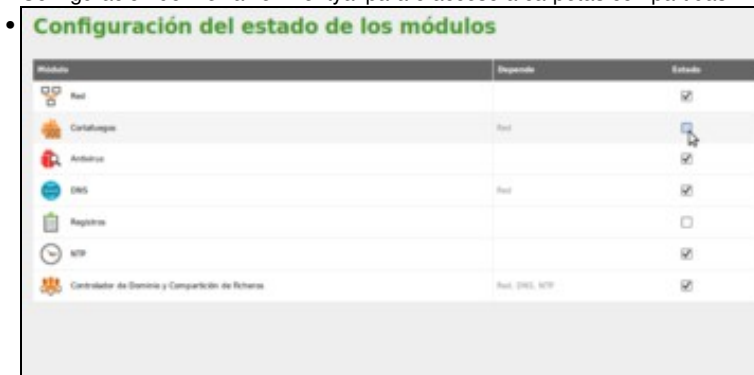 Configuración del estado de los módulos
Módulo Depende Estado
Red
Cortafuegos Red
Antivirus
DNS Red
Registros
NTP
Controlador de Dominio y Compartición de ficheros Red, DNS, NTP